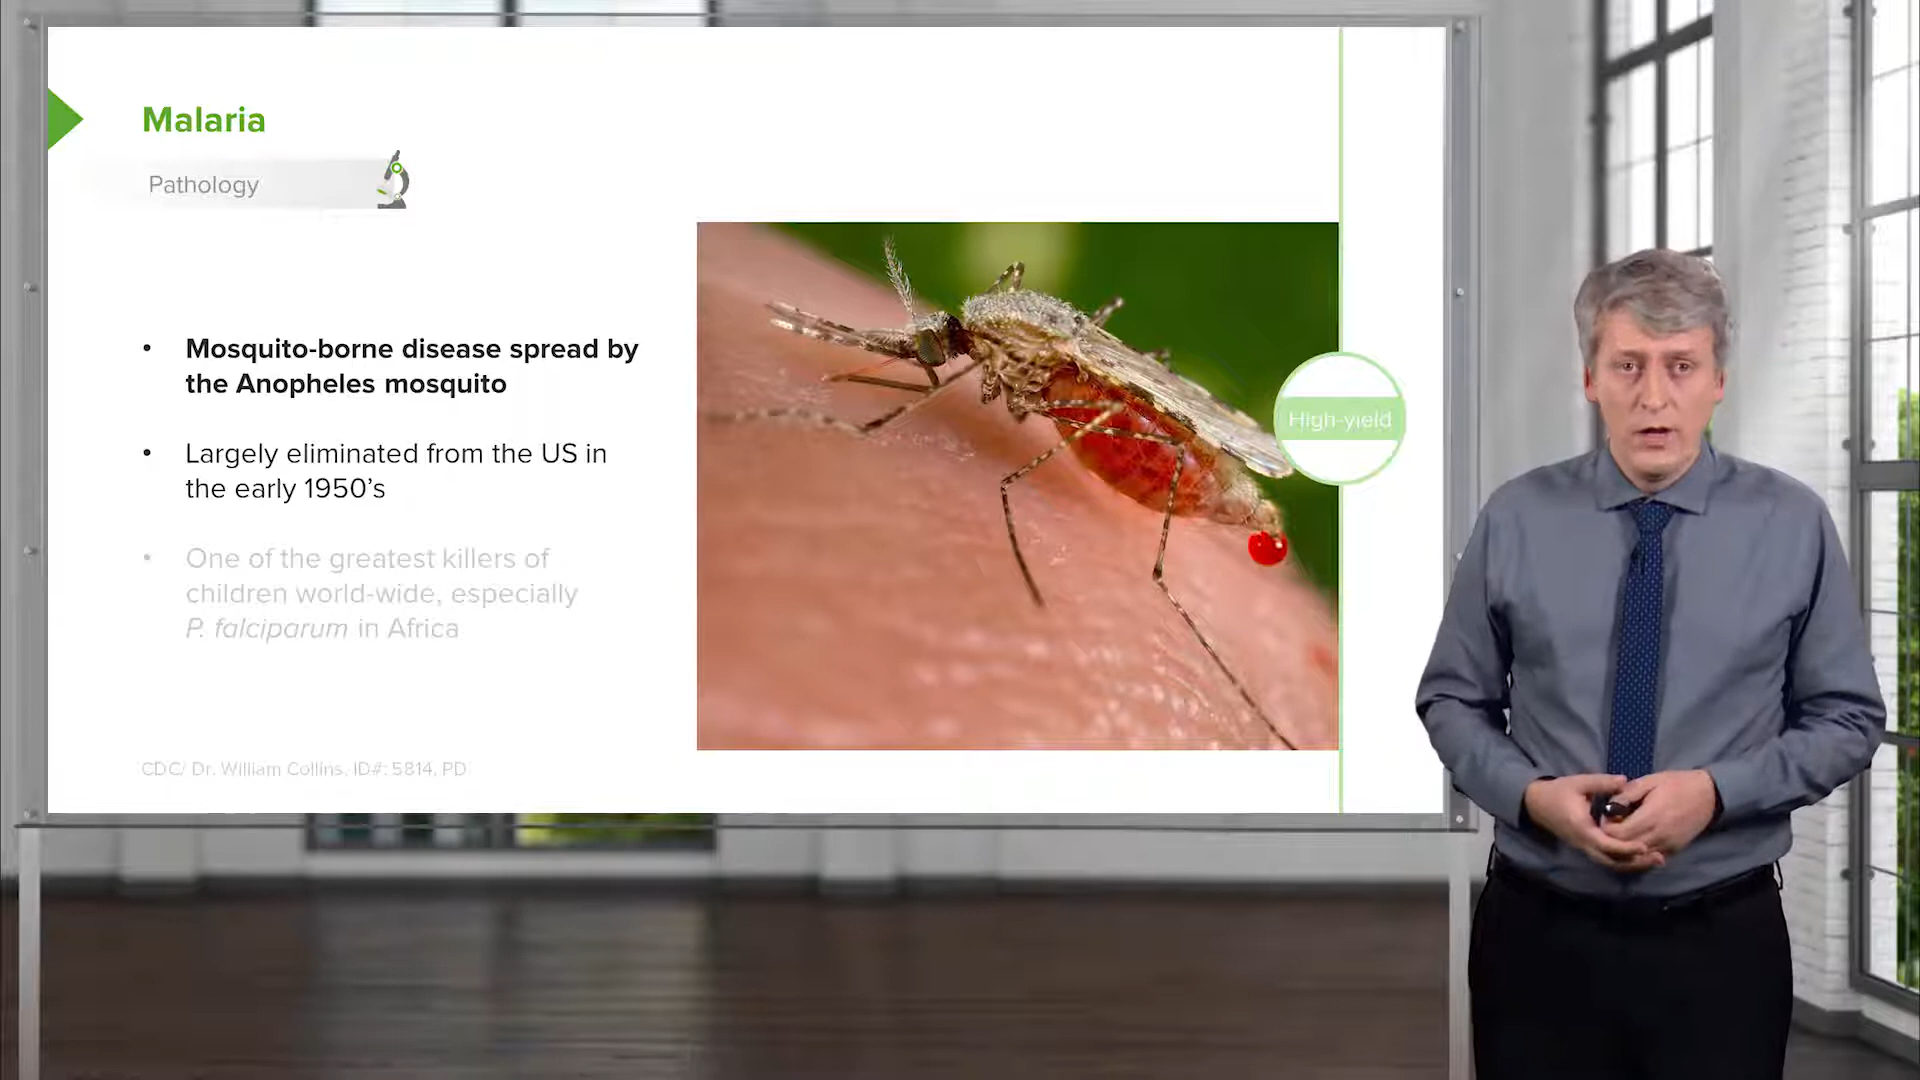 Malaria
Pathology
• Mosquito-borne disease spread by
the Anopheles mosquito
• Largely eliminated from the US in
the early 1950’s
• One of the greatest killers of
children world-wide, especially
P. falciparum in Africa
High-yield
CDC/ Dr. William Collins, ID#: 5814, PD